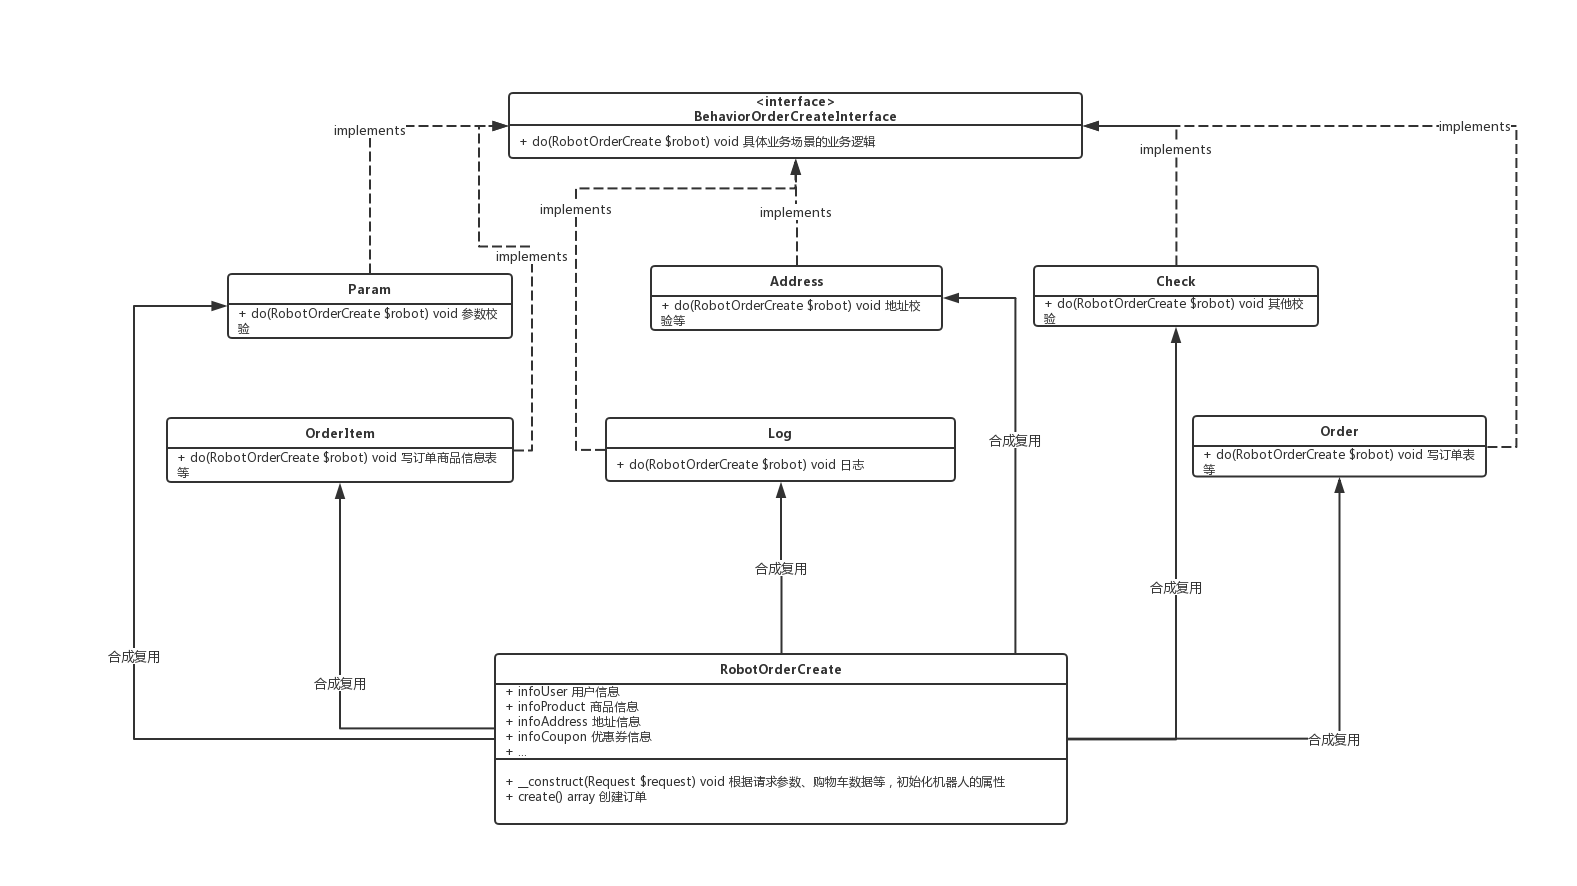 <interface>
BehaviorOrderCreateInterface
+ do(RobotOrderCreate $robot) void 具体业务场景的业务逻辑
implements
implements
implements
implements
implements
implements
Param
+ do(RobotOrderCreate $robot) void 参数校
验
Address
+ do(RobotOrderCreate $robot) void 地址校
验等
Check
+ do(RobotOrderCreate $robot) void 其他校
验
OrderItem
+ do(RobotOrderCreate $robot) void 写订单商品信息表
等
Log
+ do(RobotOrderCreate $robot) void 日志
Order
+ do(RobotOrderCreate $robot) void 写订单表
等
合成复用
合成复用
合成复用
合成复用
合成复用
合成复用
RobotOrderCreate
+ infoUser 用户信息
+ infoProduct 商品信息
+ infoAddress 地址信息
+ infoCoupon 优惠券信息
+ ...
+ __construct(Request $request) void 根据请求参数、购物车数据等，初始化机器人的属性
+ create() array 创建订单